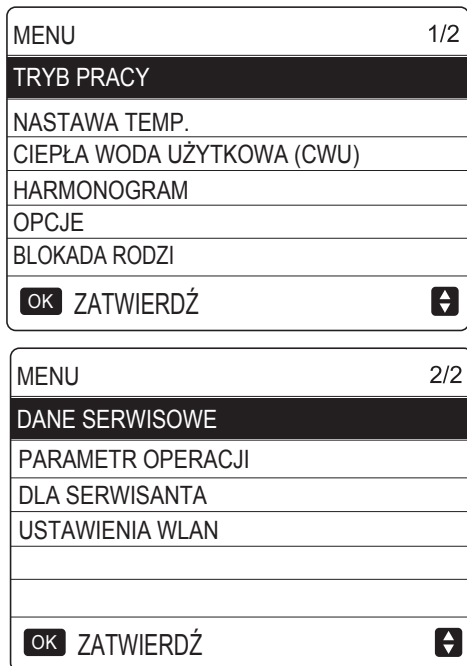 MENU 1/2
TRYB PRACY
NASTAWA TEMP.
CIEPŁA WODA UŻYTKOWA (CWU)
HARMONOGRAM
OPCJE
BLOKADA RODZI
OK ZATWIERDŹ
MENU 2/2
DANE SERWISOWE
PARAMETR OPERACJI
DLA SERWISANTA
USTAWIENIA WLAN
OK ZATWIERDŹ